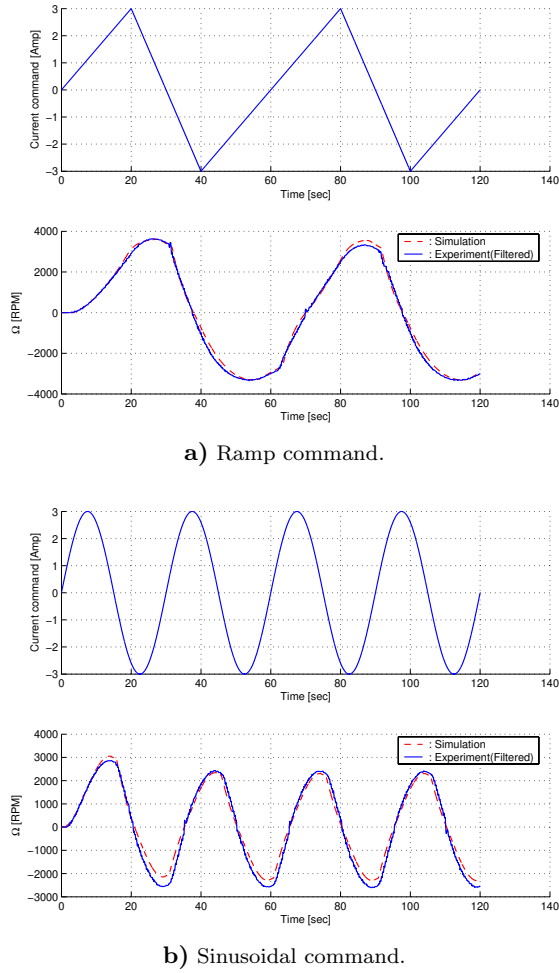 3
2
1
0
-1
-2
-3
0 20 40 60 80 100 120 140
Current command [Amp]
Time [sec]
4000
2000
0
−2000
−4000
0 20 40 60 80 100 120 140
Ω [RPM]
Time [sec]
: Simulation
: Experiment(Filtered)
a) Ramp command.
3
2
1
0
-1
-2
-3
0 20 40 60 80 100 120 140
Current command [Amp]
Time [sec]
4000
3000
2000
1000
0
−1000
−2000
−3000
0 20 40 60 80 100 120 140
Ω [RPM]
Time [sec]
: Simulation
: Experiment(Filtered)
b) Sinusoidal command.